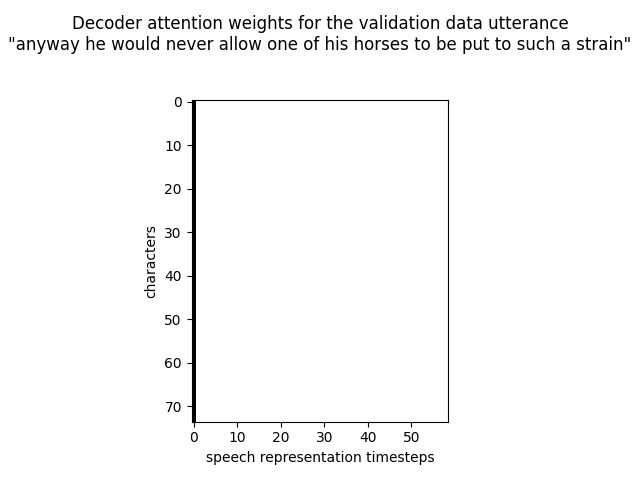 Decoder attention weights for the validation data utterance
"anyway he would never allow one of his horses to be put to such a strain"
0
10
20
30
40
50
60
70
characters
0 10 20 30 40 50
speech representation timesteps